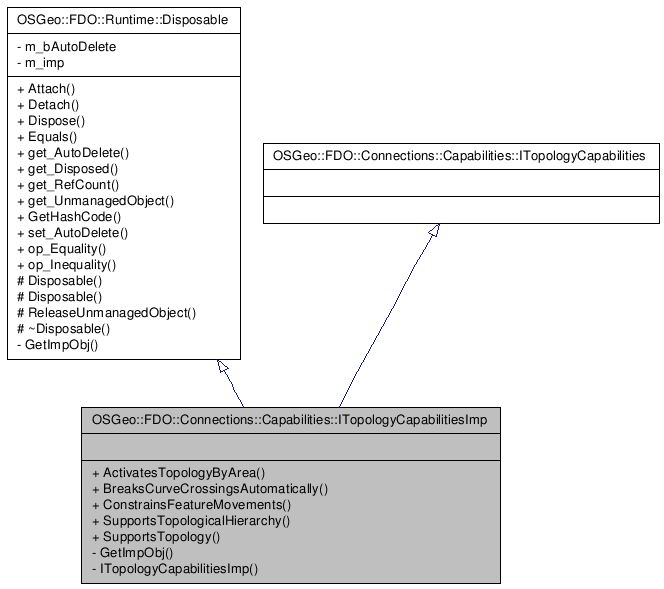 OSGeo::FDO::Runtime::Disposable
- m_bAutoDelete
- m_imp
+ Attach()
+ Detach()
+ Dispose()
+ Equals()
+ get_AutoDelete()
+ get_Disposed()
+ get_RefCount()
+ get_UnmanagedObject()
+ GetHashCode()
+ set_AutoDelete()
+ op_Equality()
+ op_Inequality()
# Disposable()
# Disposable()
# ReleaseUnmanagedObject()
# ~Disposable()
- GetImpObj()
OSGeo::FDO::Connections::Capabilities::ITopologyCapabilities
OSGeo::FDO::Connections::Capabilities::ITopologyCapabilitiesImp
+ ActivatesTopologyByArea()
+ BreaksCurveCrossingsAutomatically()
+ ConstrainsFeatureMovements()
+ SupportsTopologicalHierarchy()
+ SupportsTopology()
- GetImpObj()
- ITopologyCapabilitiesImp()